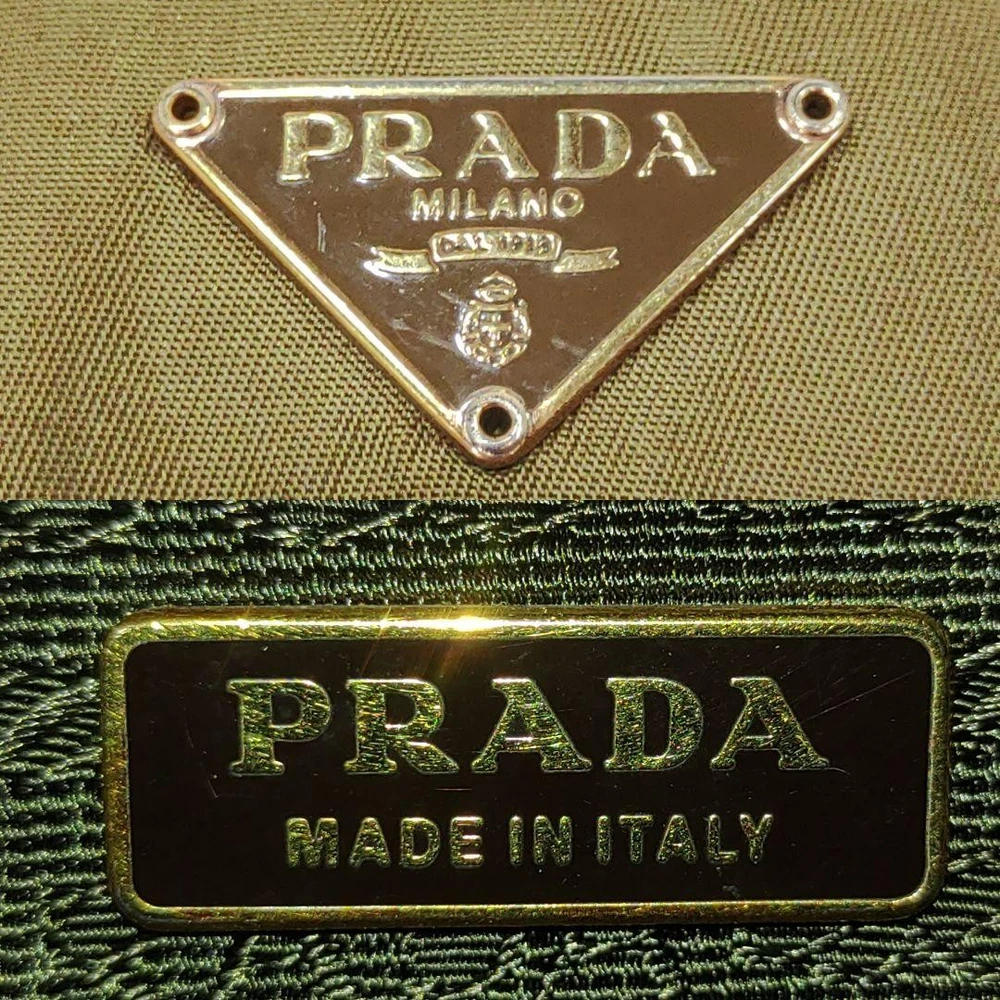 PRADA
MILANO
DAL 1913
PRADA
MADE IN ITALY